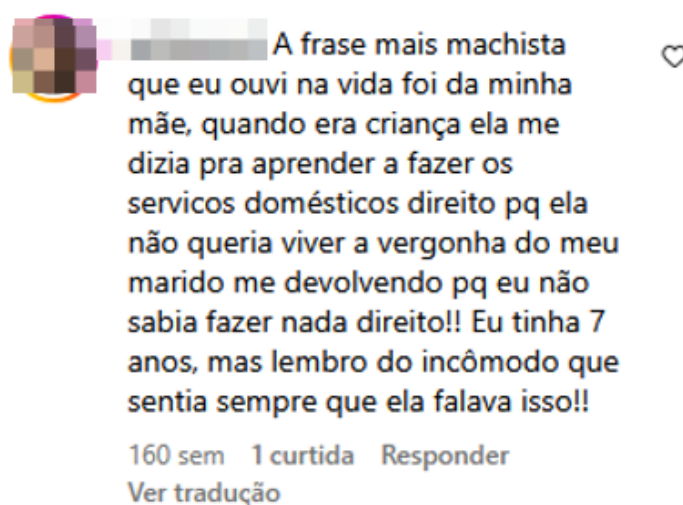 A frase mais machista
que eu ouvi na vida foi da minha
mãe, quando era criança ela me
dizia pra aprender a fazer os
servicos domésticos direito pq ela
não queria viver a vergonha do meu
marido me devolvendo pq eu não
sabia fazer nada direito!! Eu tinha 7
anos, mas lembro do incômodo que
sentia sempre que ela falava isso!!
160 sem 1 curtida Responder
Ver tradução